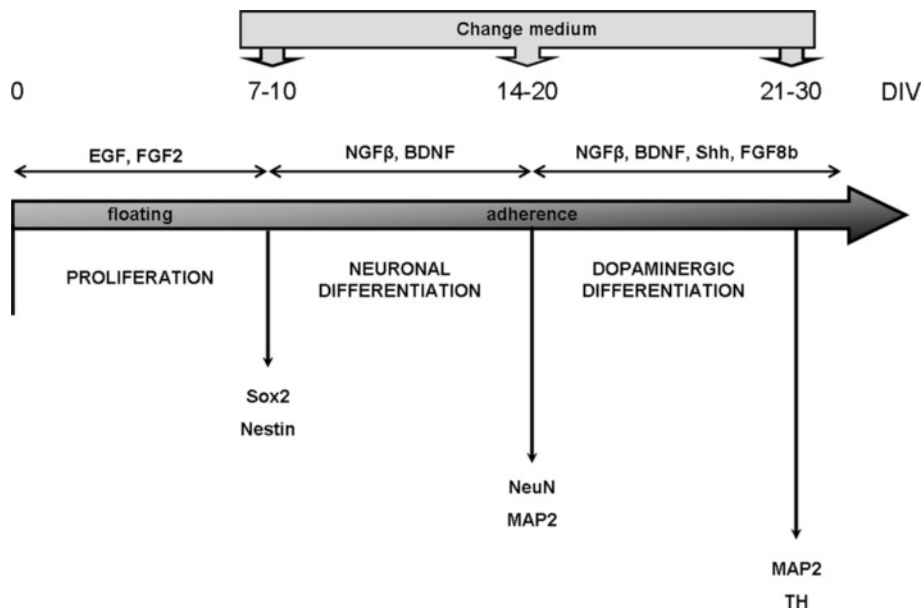 Change medium
0 7-10 14-20 21-30 DIV
EGF, FGF2 NGFβ, BDNF NGFβ, BDNF, Shh, FGF8b
floating adherence
PROLIFERATION
NEURONAL
DIFFERENTIATION
DOPAMINERGIC
DIFFERENTIATION
Sox2
Nestin
NeuN
MAP2
MAP2
TH